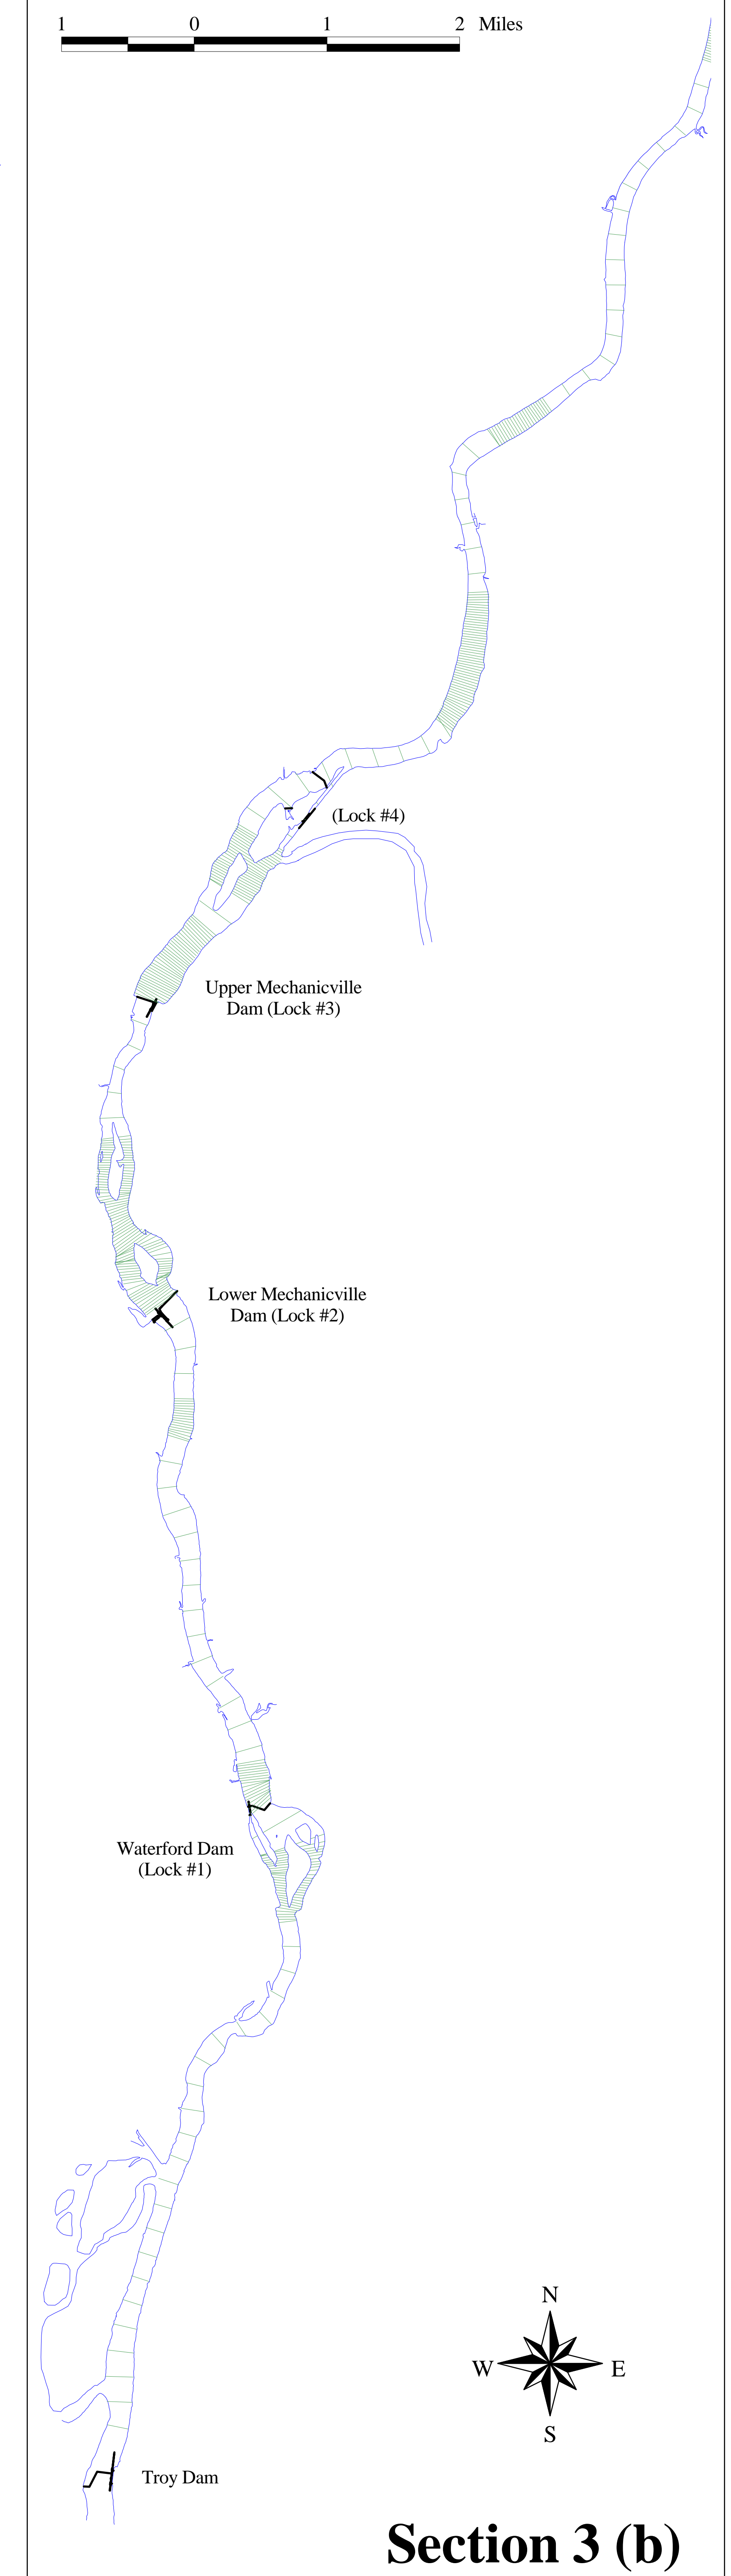 1 0 1 2 Miles
(Lock #4)
Upper Mechanicville
Dam (Lock #3)
Lower Mechanicville
Dam (Lock #2)
Waterford Dam
(Lock #1)
N
W E
S
Troy Dam
Section 3 (b)